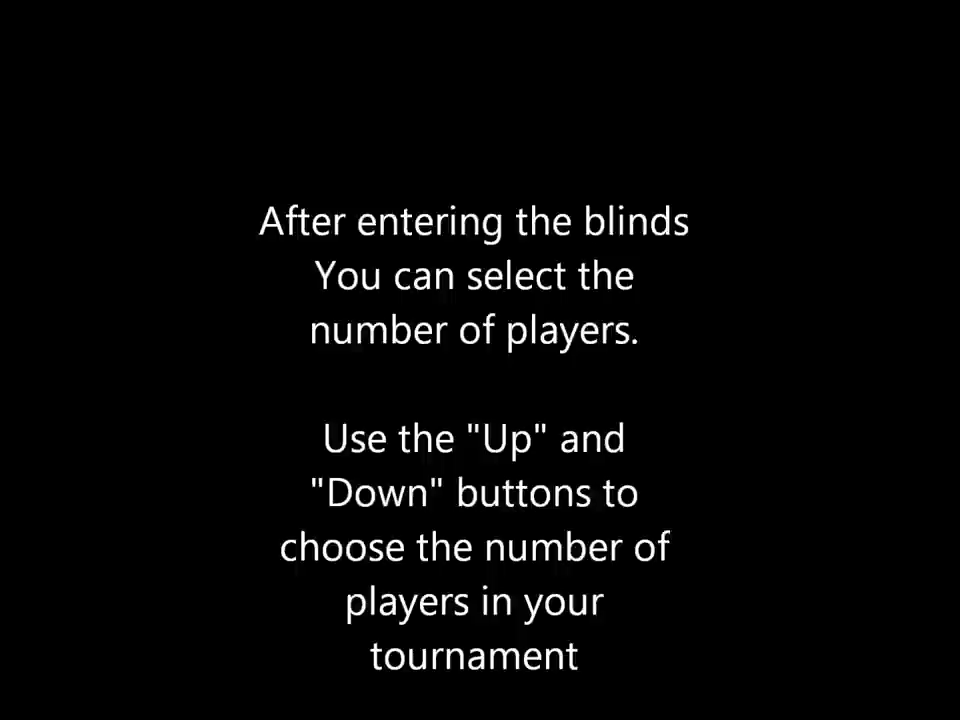 After entering the blinds
You can select the
number of players.
Use the "Up" and
"Down" buttons to
choose the number of
players in your
tournament